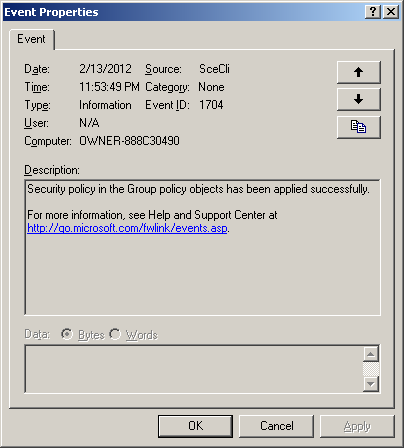 Event Properties
Event
Date: 2/13/2012 Source: SceCli
Time: 11:53:49 PM Category: None
Type: Information Event ID: 1704
User: N/A
Computer: OWNER-888C30490
Description:
Security policy in the Group policy objects has been applied successfully.
For more information, see Help and Support Center at
http://go.microsoft.com/fwlink/events.asp.
Data: Bytes Words
OK Cancel Apply